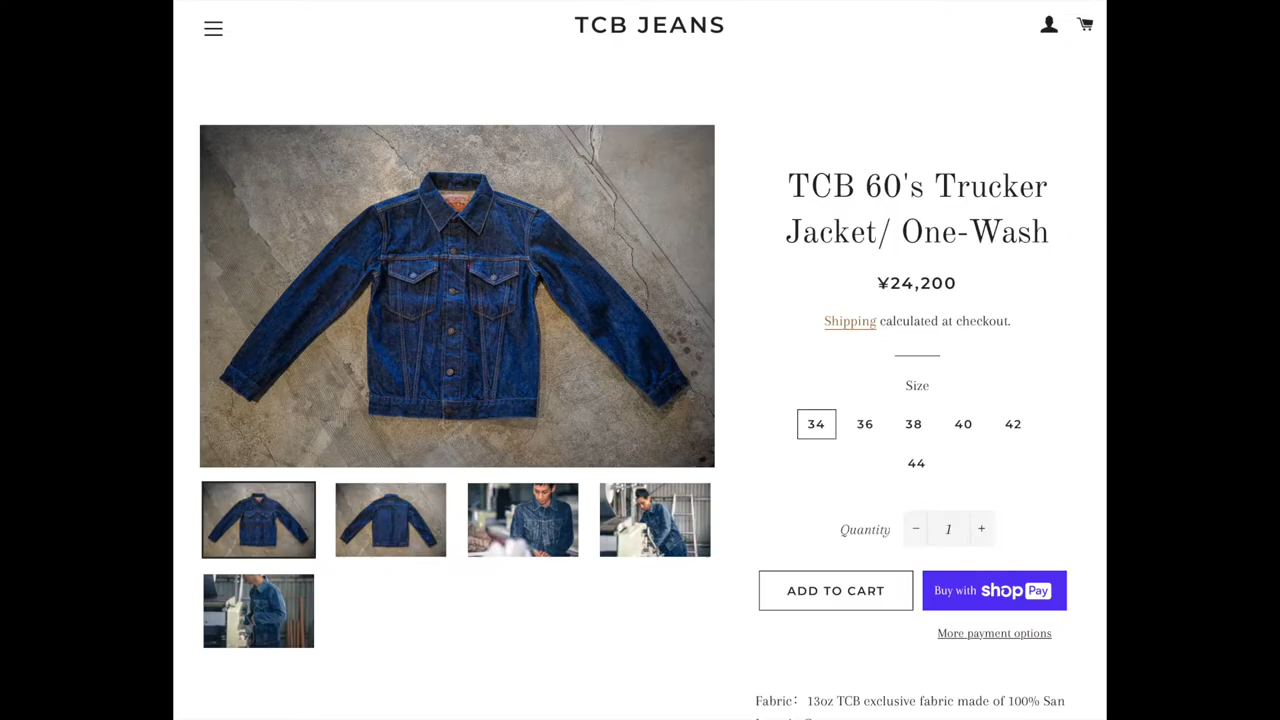 TCB JEANS
TCB 60's Trucker
Jacket/ One-Wash
¥24,200
Shipping calculated at checkout.
Size
34 36 38 40 42
44
Quantity − 1 +
ADD TO CART
Buy with shop Pay
More payment options
Fabric： 13oz TCB exclusive fabric made of 100% San